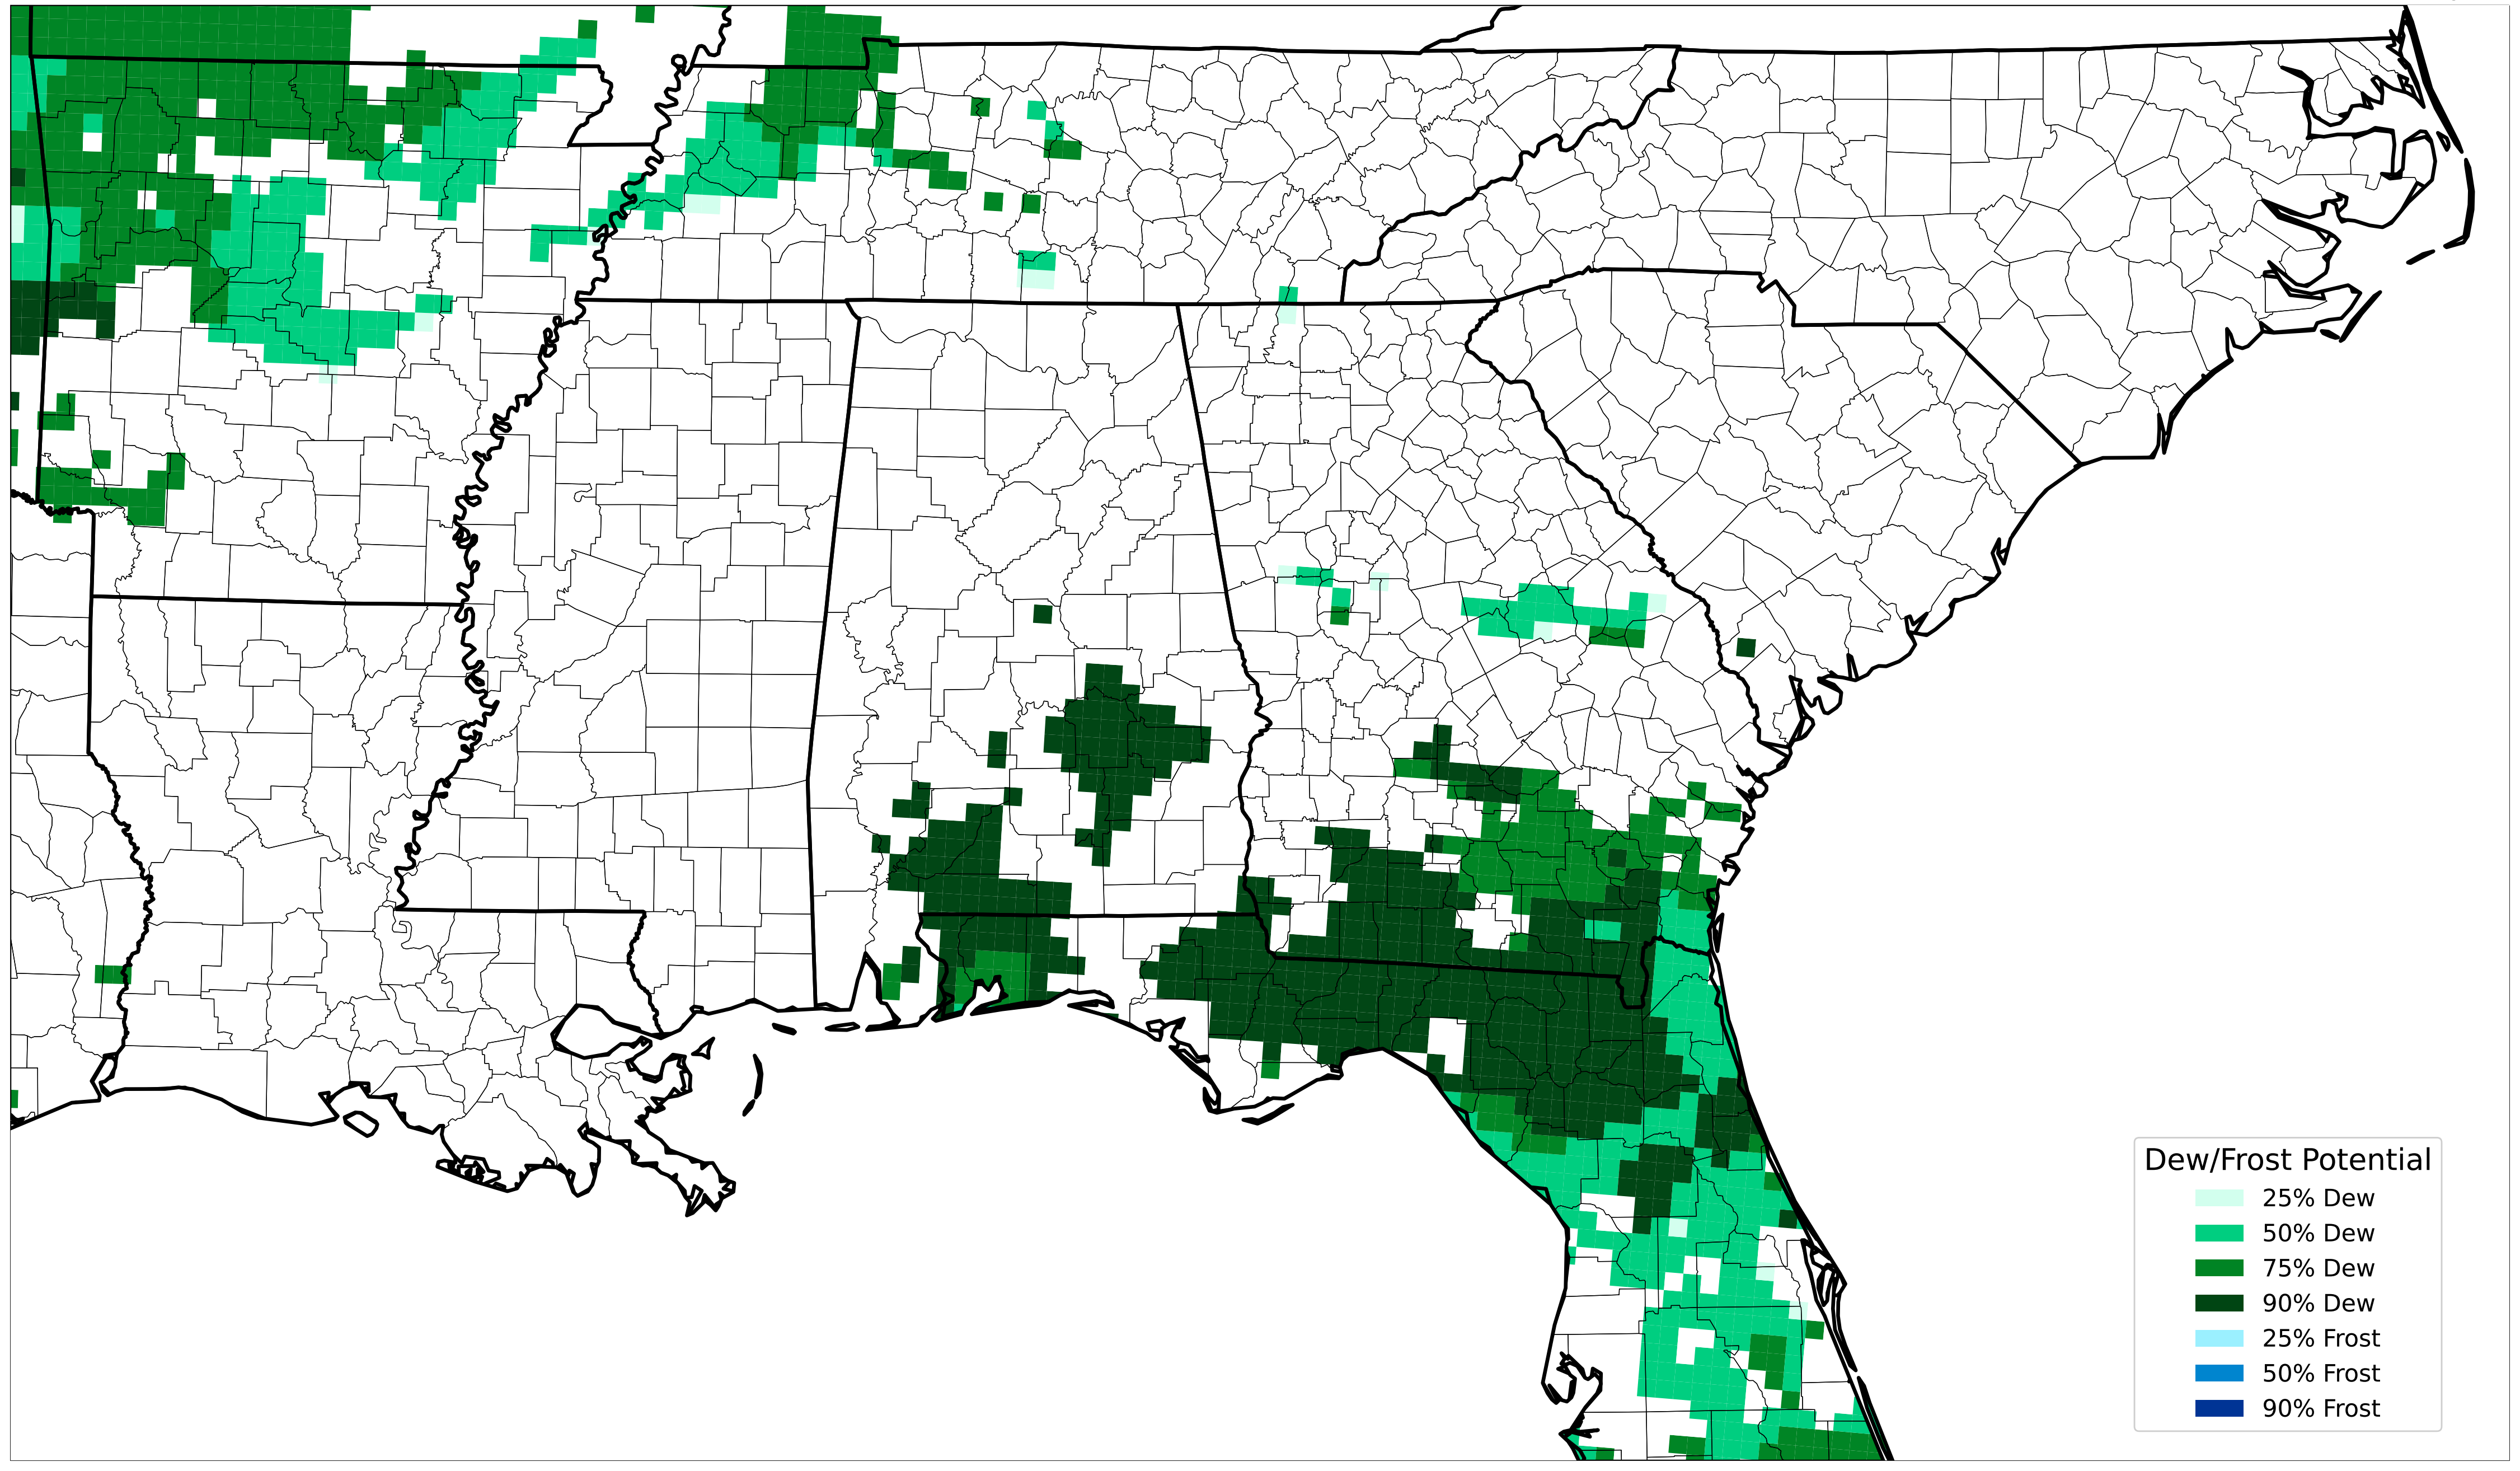 Dew/Frost Potential
25% Dew
50% Dew
75% Dew
90% Dew
25% Frost
50% Frost
90% Frost